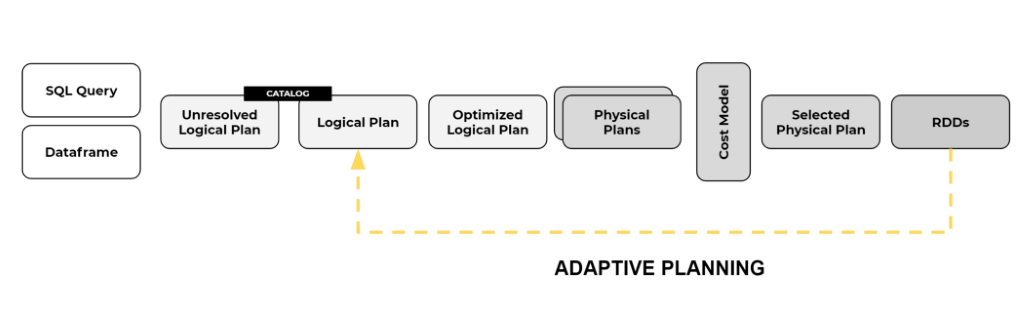 SQL Query
Dataframe
CATALOG
Unresolved
Logical Plan
Logical Plan
Optimized
Logical Plan
Physical
Plans
Cost Model
Selected
Physical Plan
RDDs
ADAPTIVE PLANNING